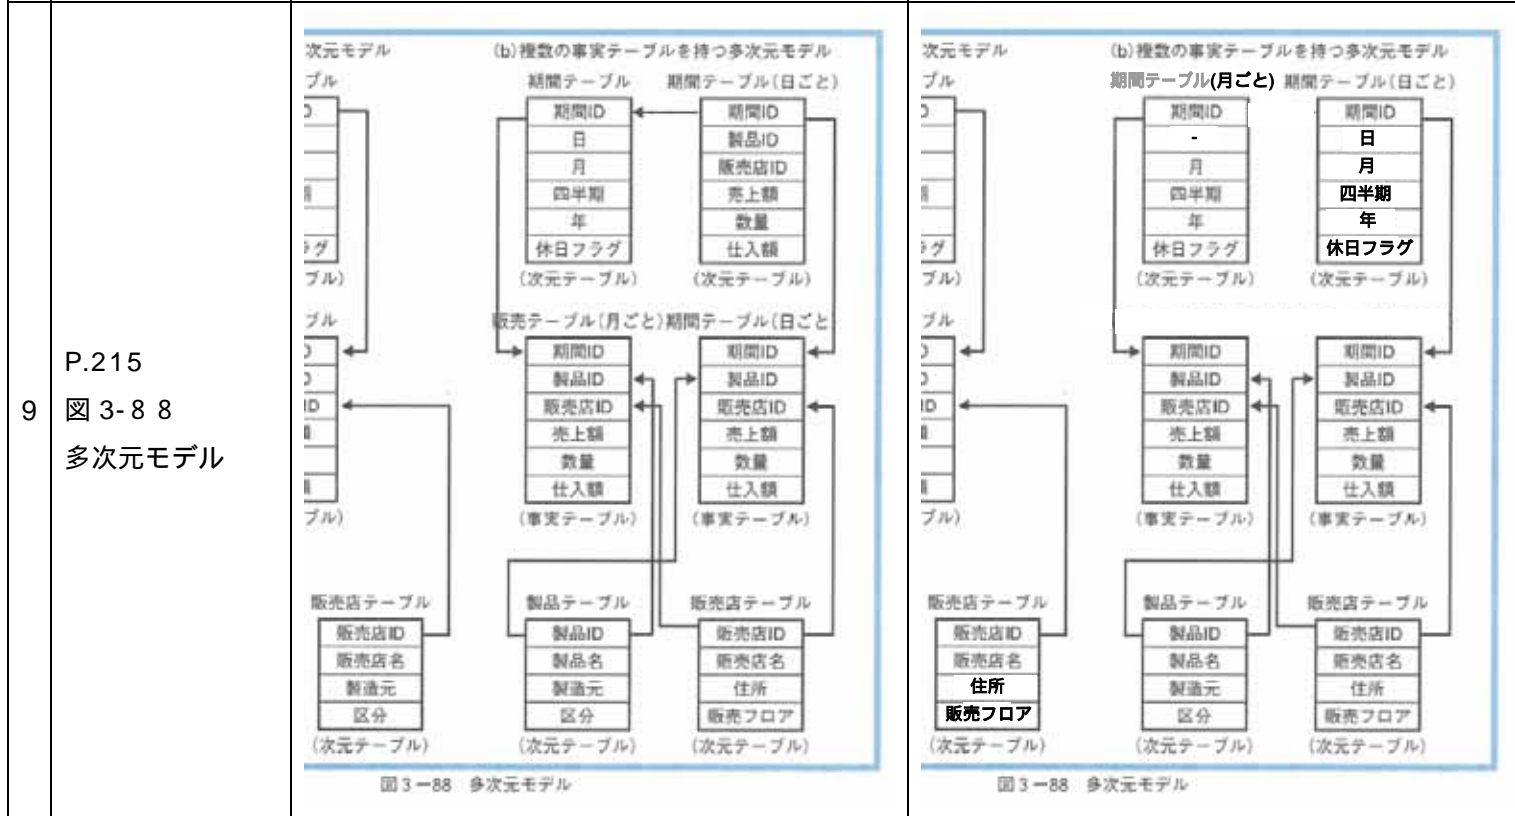 9
P.215
図 3-８８
多次元モデル
次元モデル
(b)複数の事実テーブルを持つ多次元モデル
ブル
期間テーブル
期間テーブル(日ごと)
期間ID
日
月
四半期
年
休日フラグ
(次元テーブル)
期間ID
製品ID
販売店ID
売上額
数量
仕入額
(次元テーブル)
グ
ブル)
ブル
販売テーブル(月ごと)
期間テーブル(日ごと
期間ID
製品ID
販売店ID
売上額
数量
仕入額
(事実テーブル)
期間ID
製品ID
販売店ID
売上額
数量
仕入額
(事実テーブル)
ブル)
販売店テーブル
販売店ID
販売店名
製造元
区分
(次元テーブル)
製品テーブル
製品ID
製品名
製造元
区分
(次元テーブル)
販売店テーブル
販売店ID
販売店名
住所
販売フロア
(次元テーブル)
図3－88 多次元モデル
次元モデル
(b)複数の事実テーブルを持つ多次元モデル
ブル
期間テーブル(月ごと)
期間テーブル(日ごと)
期間ID
-
月
四半期
年
休日フラグ
(次元テーブル)
期間ID
日
月
四半期
年
休日フラグ
(次元テーブル)
グ
ブル)
ブル
期間ID
製品ID
販売店ID
売上額
数量
仕入額
(事実テーブル)
期間ID
製品ID
販売店ID
売上額
数量
仕入額
(事実テーブル)
ブル)
販売店テーブル
販売店ID
販売店名
住所
販売フロア
(次元テーブル)
製品テーブル
製品ID
製品名
製造元
区分
(次元テーブル)
販売店テーブル
販売店ID
販売店名
住所
販売フロア
(次元テーブル)
図3－88 多次元モデル